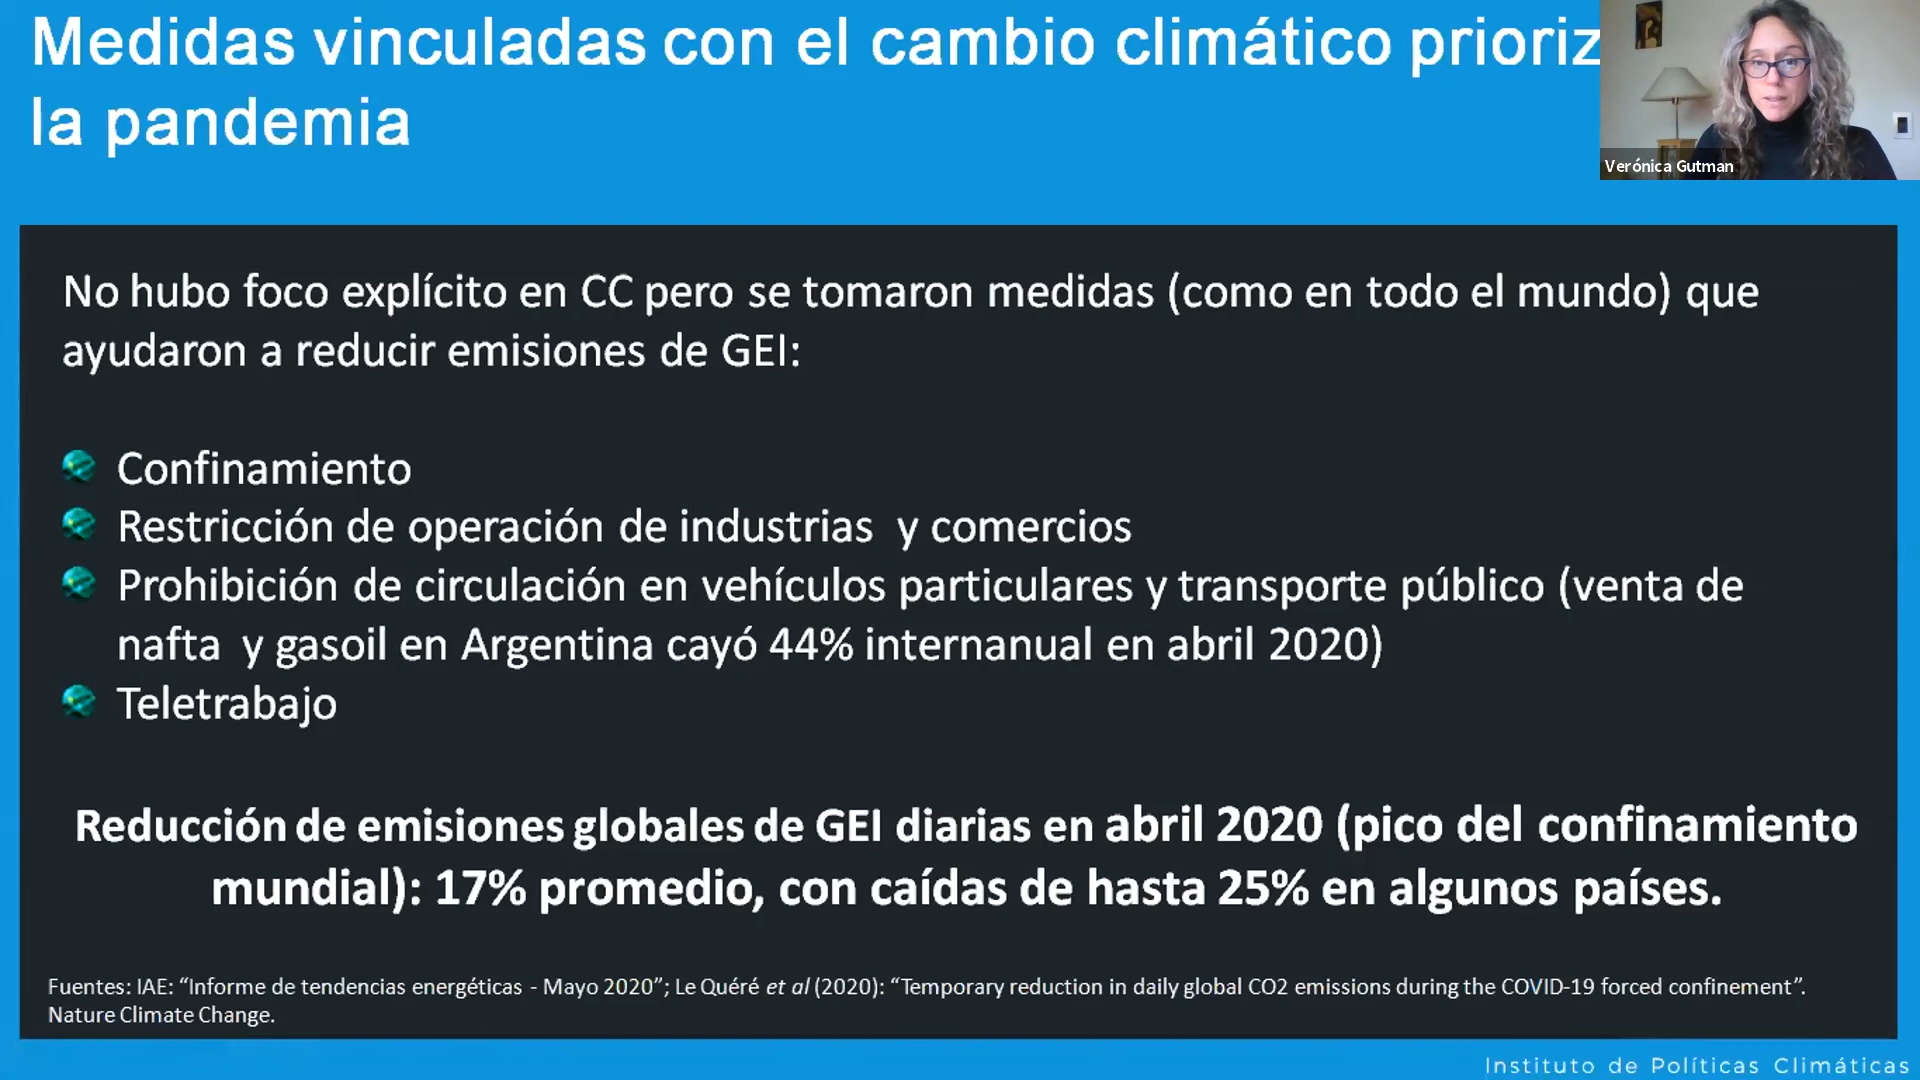 Medidas vinculadas con el cambio climático prioriz
la pandemia
Verónica Gutman
No hubo foco explícito en CC pero se tomaron medidas (como en todo el mundo) que
ayudaron a reducir emisiones de GEI:
Confinamiento
Restricción de operación de industrias y comercios
Prohibición de circulación en vehículos particulares y transporte público (venta de
nafta y gasoil en Argentina cayó 44% internanual en abril 2020)
Teletrabajo
Reducción de emisiones globales de GEI diarias en abril 2020 (pico del confinamiento
mundial): 17% promedio, con caídas de hasta 25% en algunos países.
Fuentes: IAE: “Informe de tendencias energéticas - Mayo 2020”; Le Quéré et al (2020): “Temporary reduction in daily global CO2 emissions during the COVID-19 forced confinement”.
Nature Climate Change.
Instituto de Políticas Climáticas